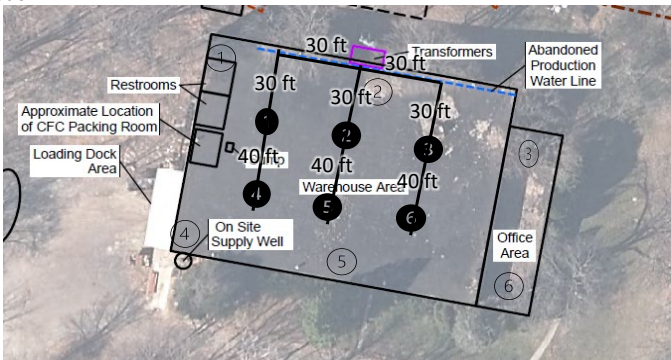 30 ft
Transformers
Abandoned
Production
Water Line
30 ft
1
Restrooms
30 ft
30 ft
2
30 ft
Approximate Location
of CFC Packing Room
1
2
3
3
Loading Dock
Area
40 ft
40 ft
40 ft
Warehouse Area
4
5
6
On Site
Supply Well
4
5
Office
Area
6